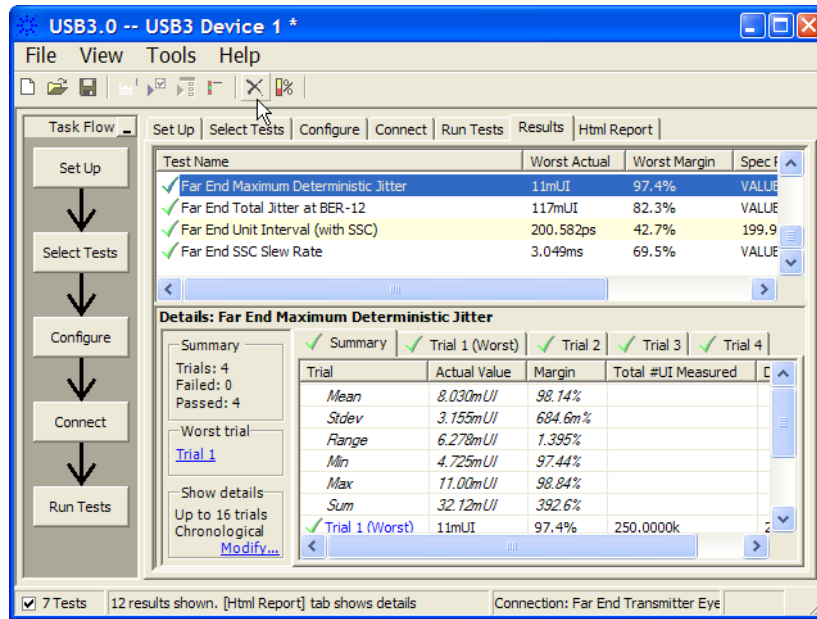 USB3.0 -- USB3 Device 1 *
File View Tools Help
Task Flow
Set Up Select Tests Configure Connect Run Tests Results Html Report
Set Up
Select Tests
Configure
Connect
Run Tests
Test Name Worst Actual Worst Margin Spec
Far End Maximum Deterministic Jitter 11mUI 97.4% VALUE
Far End Total Jitter at BER-12 117mUI 82.3% VALUE
Far End Unit Interval (with SSC) 200.582ps 42.7% 199.9
Far End SSC Slew Rate 3.049ms 69.5% VALUE
Details: Far End Maximum Deterministic Jitter
Summary
Trials: 4
Failed: 0
Passed: 4
Worst trial
Trial 1
Show details
Up to 16 trials
Chronological
Modify...
Summary Trial 1 (Worst) Trial 2 Trial 3 Trial 4
Trial Actual Value Margin Total #UI Measured
Mean 8.030mUI 98.14%
Stdev 3.155mUI 684.6m%
Range 6.278mUI 1.395%
Min 4.725mUI 97.44%
Max 11.00mUI 98.84%
Sum 32.12mUI 392.6%
Trial 1 (Worst) 11mUI 97.4% 250.0000k
7 Tests 12 results shown. [Html Report] tab shows details Connection: Far End Transmitter Eye